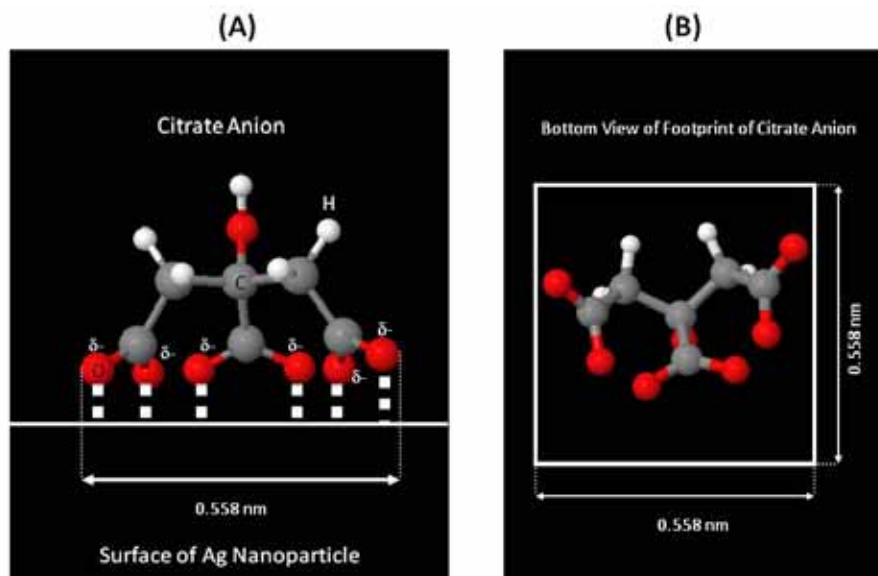 (A)
Citrate Anion
H
C
δ-
δ-
δ-
δ-
δ-
δ-
O
0.558 nm
Surface of Ag Nanoparticle
(B)
Bottom View of Footprint of Citrate Anion
0.558 nm
0.558 nm